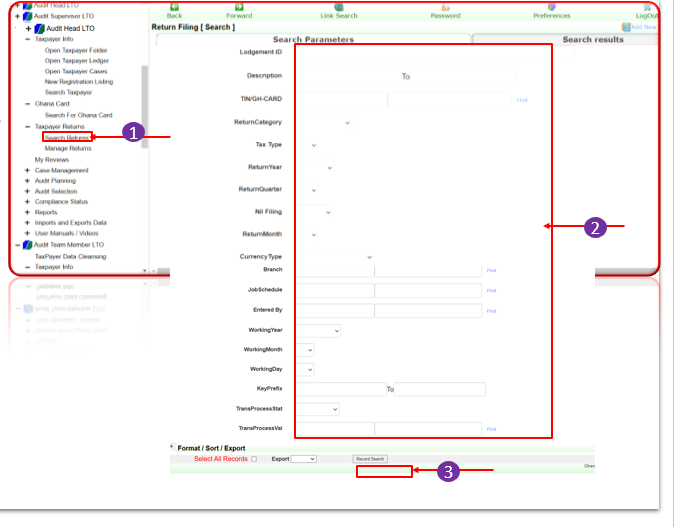 Audit Head LTO
Audit Supervisor LTO
Audit Head LTO
Taxpayer Info
Open Taxpayer Folder
Open Taxpayer Ledger
Open Taxpayer Cases
New Registration Listing
Search Taxpayer
Ghana Card
Search For Ghana Card
Taxpayer Returns
Search Returns
Manage Returns
My Reviews
Case Management
Audit Planning
Audit Selection
Compliance Status
Reports
Imports and Exports Data
User Manuals / Videos
Audit Team Member LTO
TaxPayer Data Cleansing
Taxpayer Info
Back Forward Link Search Password Preferences LogOut
Return Filing [ Search ] Add New
Search Parameters Search results
Lodgement ID
Description To
TIN/GH-CARD Find
ReturnCategory
Tax Type
ReturnYear
ReturnQuarter
Nil Filing
ReturnMonth
CurrencyType
Branch Find
JobSchedule Find
Entered By Find
WorkingYear
WorkingMonth
WorkingDay
KeyPrefix To
TransProcessStat
TransProcessVal Find
+ Format / Sort / Export
Select All Records Export Record Search
1
2
3